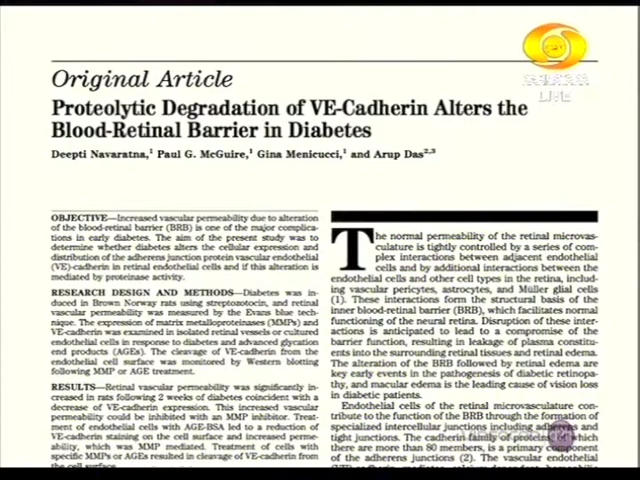 LIVE
Original Article
Proteolytic Degradation of VE-Cadherin Alters the
Blood-Retinal Barrier in Diabetes
Deepti Navaratna,1 Paul G. McGuire,1 Gina Menicucci,1 and Arup Das2,3
OBJECTIVE—Increased vascular permeability due to alteration
of the blood-retinal barrier (BRB) is one of the major complica-
tions in early diabetes. The aim of the present study was to
determine whether diabetes alters the cellular expression and
distribution of the adherens junction protein vascular endothelial
(VE)-cadherin in retinal endothelial cells and if this alteration is
mediated by proteinase activity.
RESEARCH DESIGN AND METHODS—Diabetes was in-
duced in Brown Norway rats using streptozotocin, and retinal
vascular permeability was measured by the Evans blue tech-
nique. The expression of matrix metalloproteinases (MMPs) and
VE-cadherin was examined in isolated retinal vessels or cultured
endothelial cells in response to diabetes and advanced glycation
end products (AGEs). The cleavage of VE-cadherin from the
endothelial cell surface was monitored by Western blotting
following MMP or AGE treatment.
RESULTS—Retinal vascular permeability was significantly in-
creased in rats following 2 weeks of diabetes coincident with a
decrease of VE-cadherin expression. This increased vascular
permeability could be inhibited with an MMP inhibitor. Treat-
ment of endothelial cells with AGE-BSA led to a reduction of
VE-cadherin staining on the cell surface and increased perme-
ability, which was MMP mediated. Treatment of cells with
specific MMPs or AGEs resulted in cleavage of VE-cadherin from
the cell surface.
The normal permeability of the retinal microvas-
culature is tightly controlled by a series of com-
plex interactions between adjacent endothelial
cells and by additional interactions between the
endothelial cells and other cell types in the retina, includ-
ing vascular pericytes, astrocytes, and Müller glial cells
(1). These interactions form the structural basis of the
inner blood-retinal barrier (BRB), which facilitates normal
functioning of the neural retina. Disruption of these inter-
actions is anticipated to lead to a compromise of the
barrier function, resulting in leakage of plasma constitu-
ents into the surrounding retinal tissues and retinal edema.
The alteration of the BRB followed by retinal edema are
key early events in the pathogenesis of diabetic retinopa-
thy, and macular edema is the leading cause of vision loss
in diabetic patients.
Endothelial cells of the retinal microvasculature con-
tribute to the function of the BRB through the formation of
specialized intercellular junctions including adherens and
tight junctions. The cadherin family of proteins, of which
there are more than 80 members, is a primary component
of the adherens junctions (2). The vascular endothelial